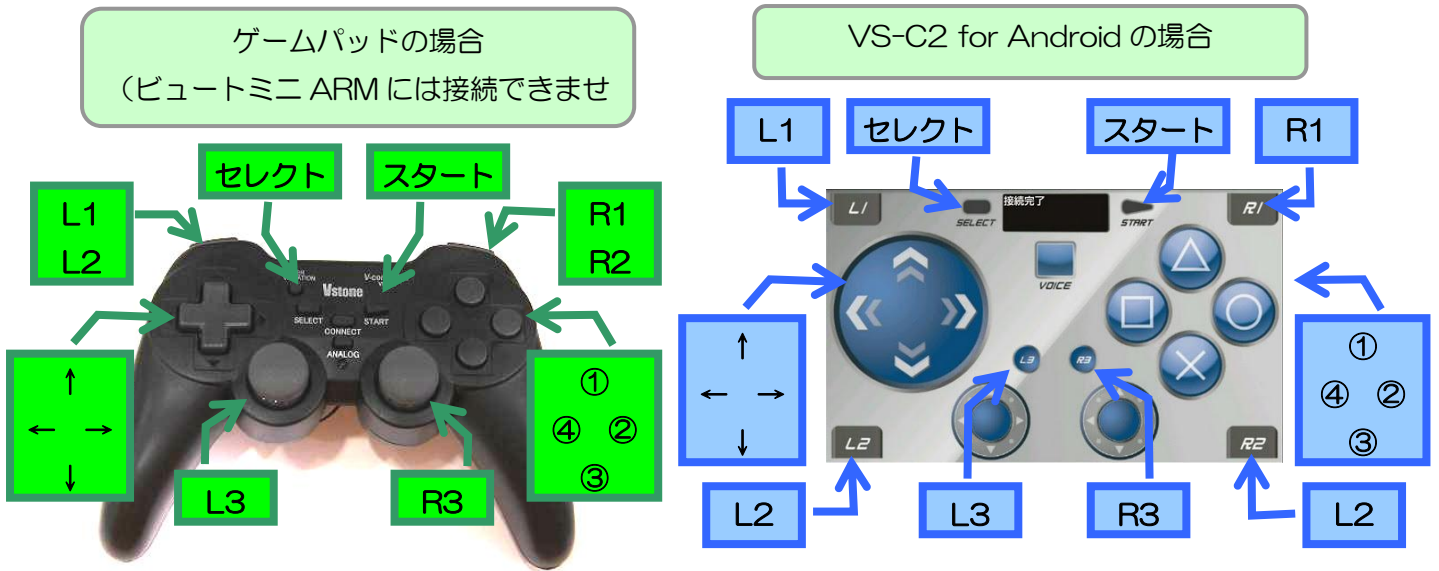 ゲームパッドの場合
（ビュートミニ ARM には接続できませ
VS-C2 for Android の場合
セレクト
スタート
L1
L2
R1
R2
Vstone
SELECT
START
CONNECT
ANALOG
↑
← →
↓
①
④ ②
③
L3
R3
L1
セレクト
スタート
R1
L1
SELECT
接続完了
START
R1
VOICE
↑
← →
↓
L3
R3
①
④ ②
③
L2
R2
L2
L3
R3
L2